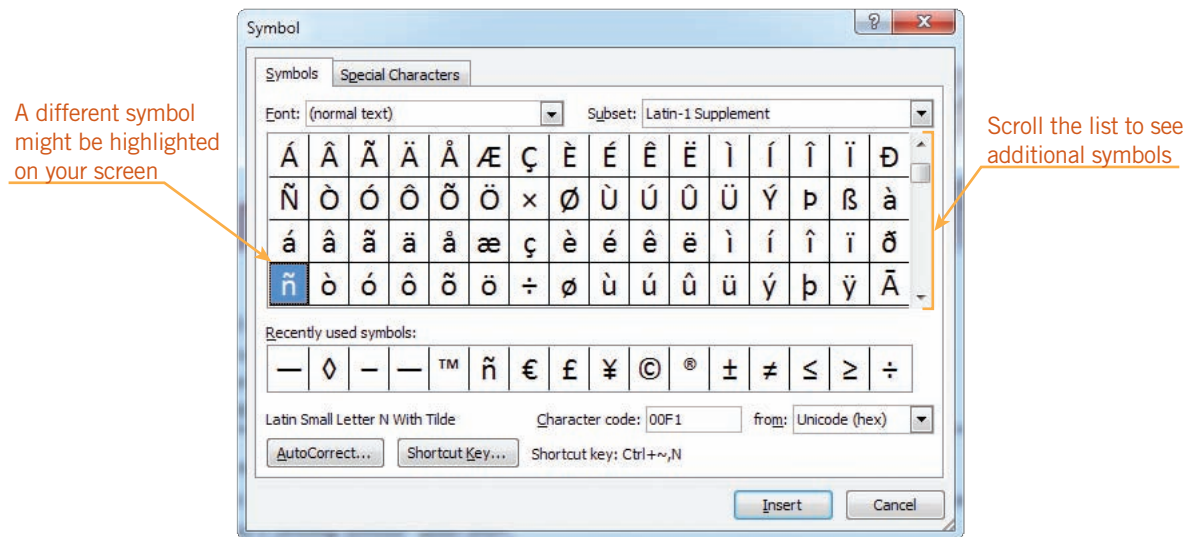 Symbol
Symbols Special Characters
Font: (normal text) Subset: Latin-1 Supplement
Á Â Ã Ä Å Æ Ç È É Ê Ë Ì Í Î Ï Ð
Ñ Ò Ó Ô Õ Ö × Ø Ù Ú Û Ü Ý Þ ß à
á â ã ä å æ ç è é ê ë ì í î ï ð
ñ ò ó ô õ ö ÷ ø ù ú û ü ý þ ÿ Ā
Recently used symbols:
— ◊ – — ™ ñ € £ ¥ © ® ± ≠ ≤ ≥ ÷
Latin Small Letter N With Tilde Character code: 00F1 from: Unicode (hex)
AutoCorrect... Shortcut Key... Shortcut key: Ctrl+~,N
Insert Cancel
A different symbol
might be highlighted
on your screen
Scroll the list to see
additional symbols